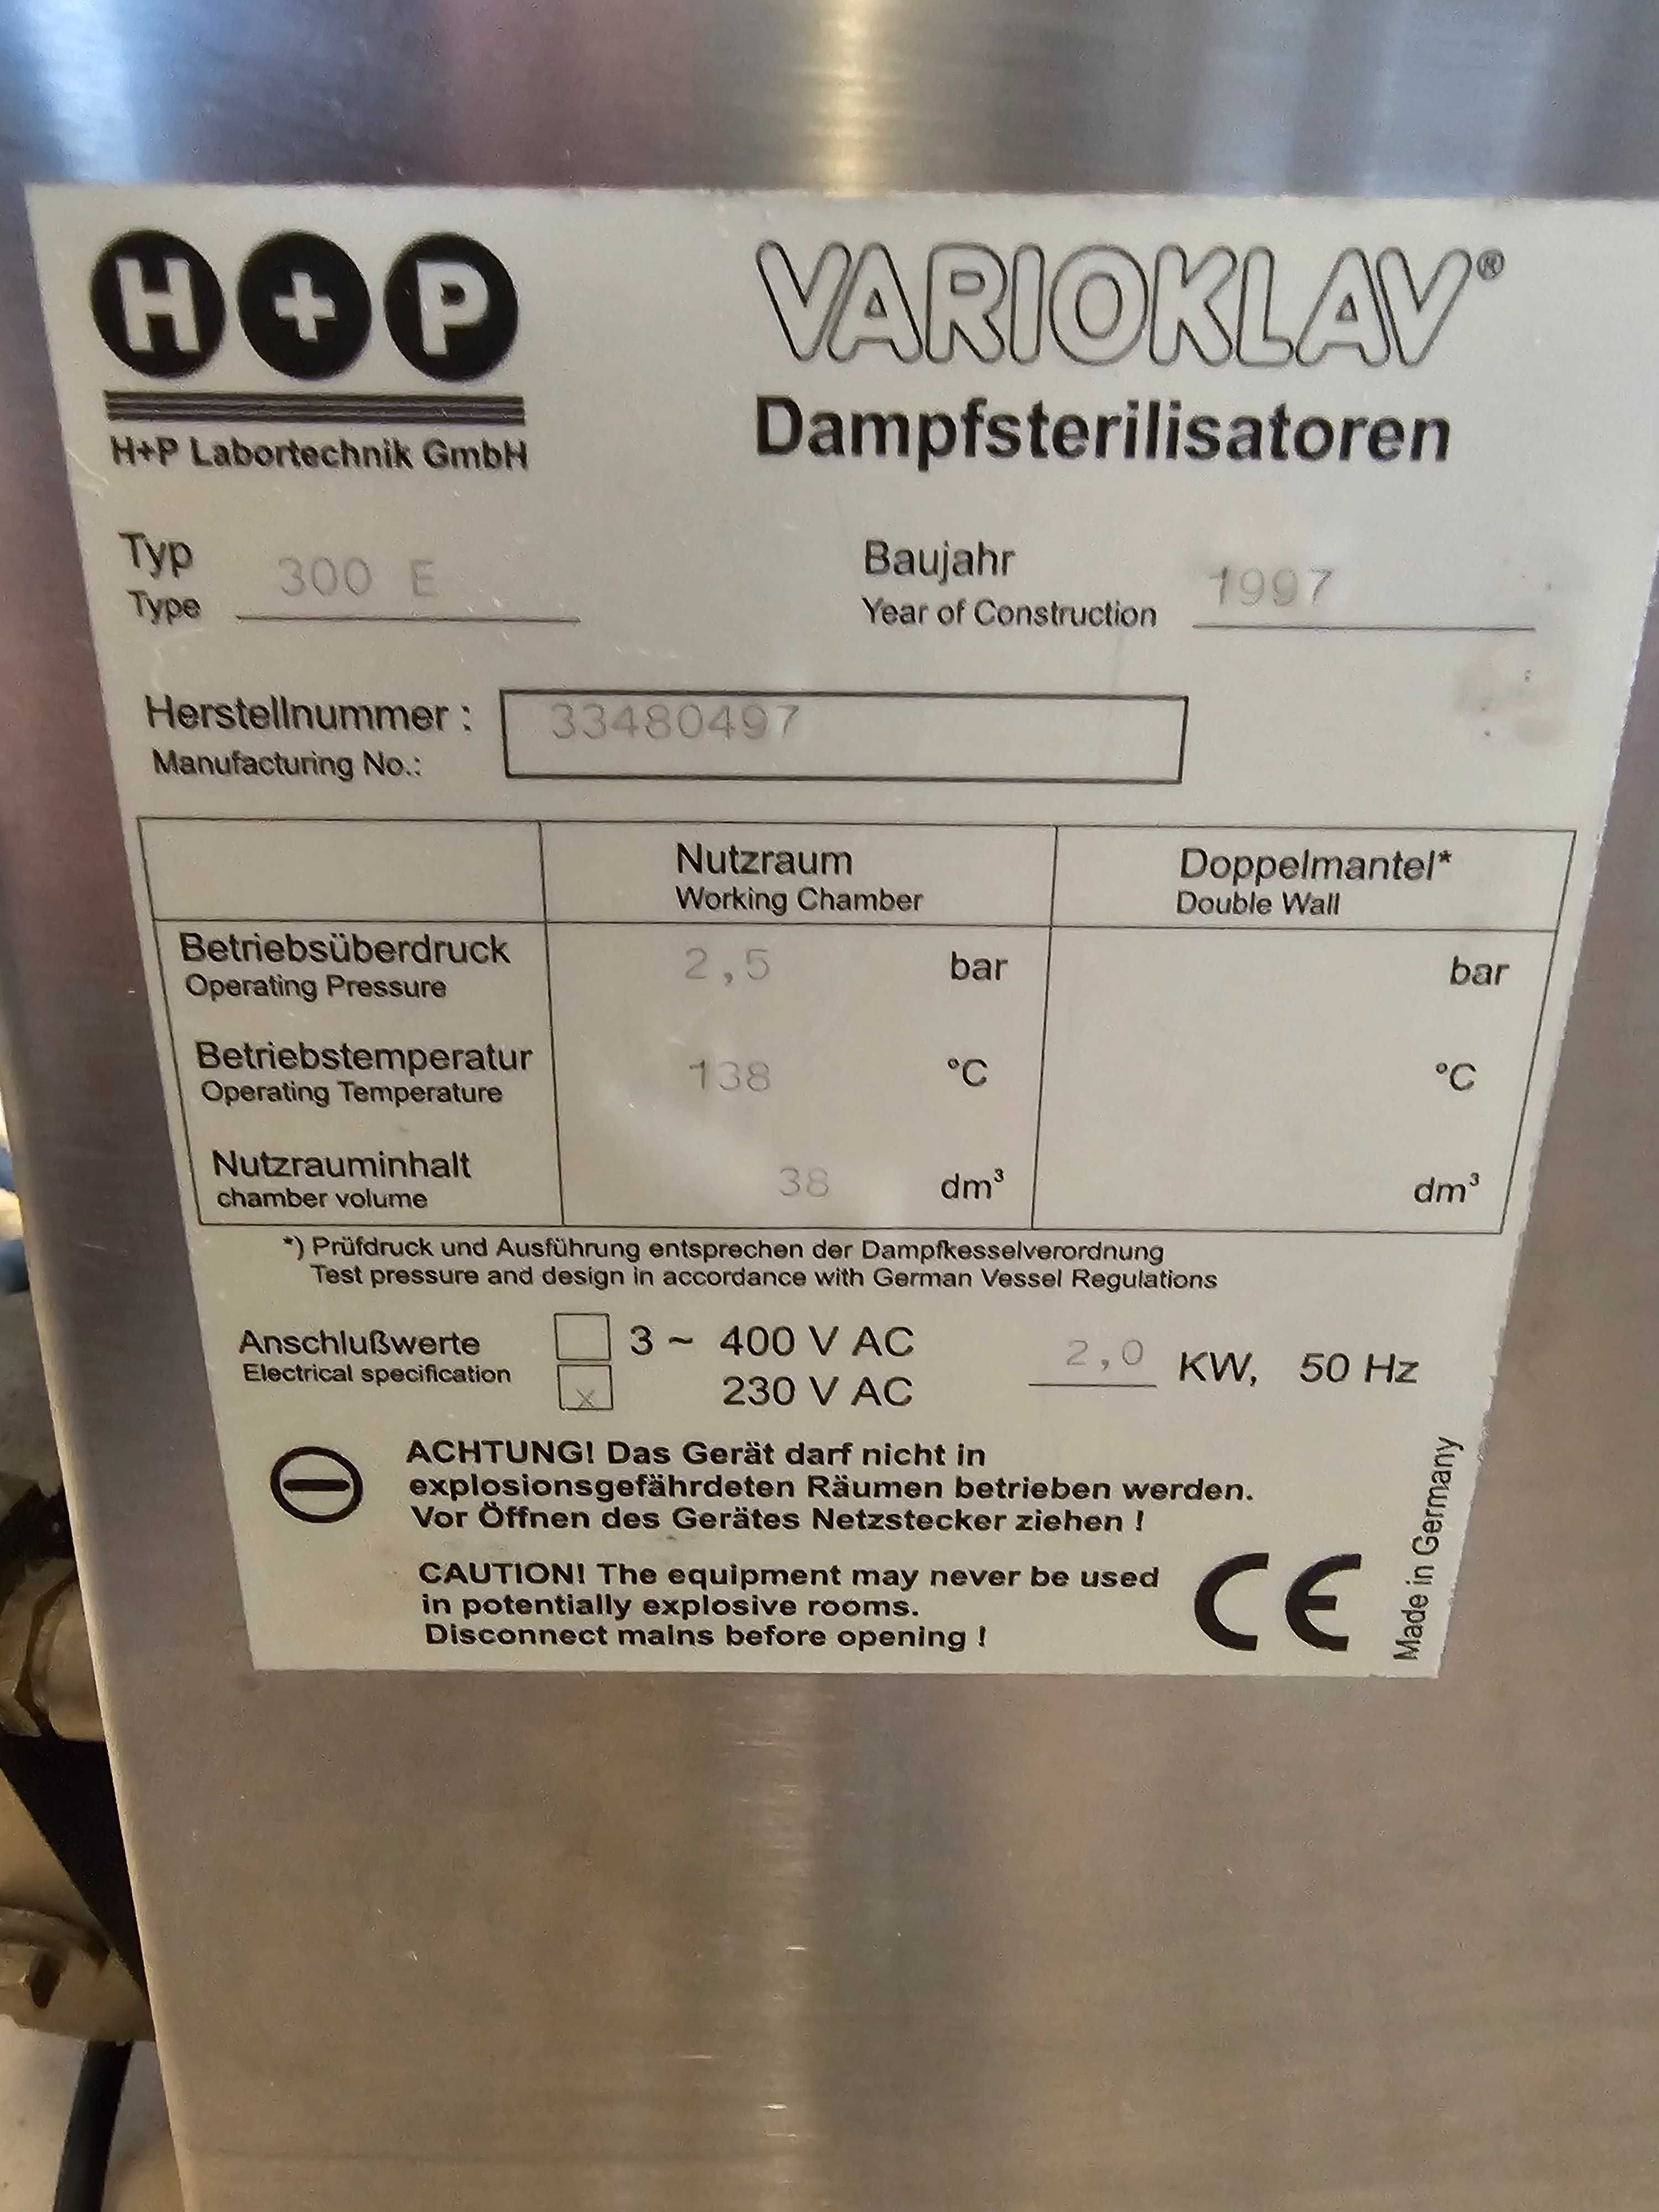 H+P
VARIOKLAV®
H+P Labortechnik GmbH
Dampfsterilisatoren
Typ
Type
300 E
Baujahr
Year of Construction
1997
Herstellnummer :
Manufacturing No.:
33480497
Nutzraum
Working Chamber
Doppelmantel*
Double Wall
Betriebsüberdruck
Operating Pressure
2,5 bar
bar
Betriebstemperatur
Operating Temperature
138 °C
°C
Nutzrauminhalt
chamber volume
38 dm³
dm³
*) Prüfdruck und Ausführung entsprechen der Dampfkesselverordnung
Test pressure and design in accordance with German Vessel Regulations
Anschlußwerte
Electrical specification
3 ~ 400 V AC
x 230 V AC
2,0 KW, 50 Hz
ACHTUNG! Das Gerät darf nicht in
explosionsgefährdeten Räumen betrieben werden.
Vor Öffnen des Gerätes Netzstecker ziehen !
CAUTION! The equipment may never be used
in potentially explosive rooms.
Disconnect mains before opening !
CE
Made in Germany